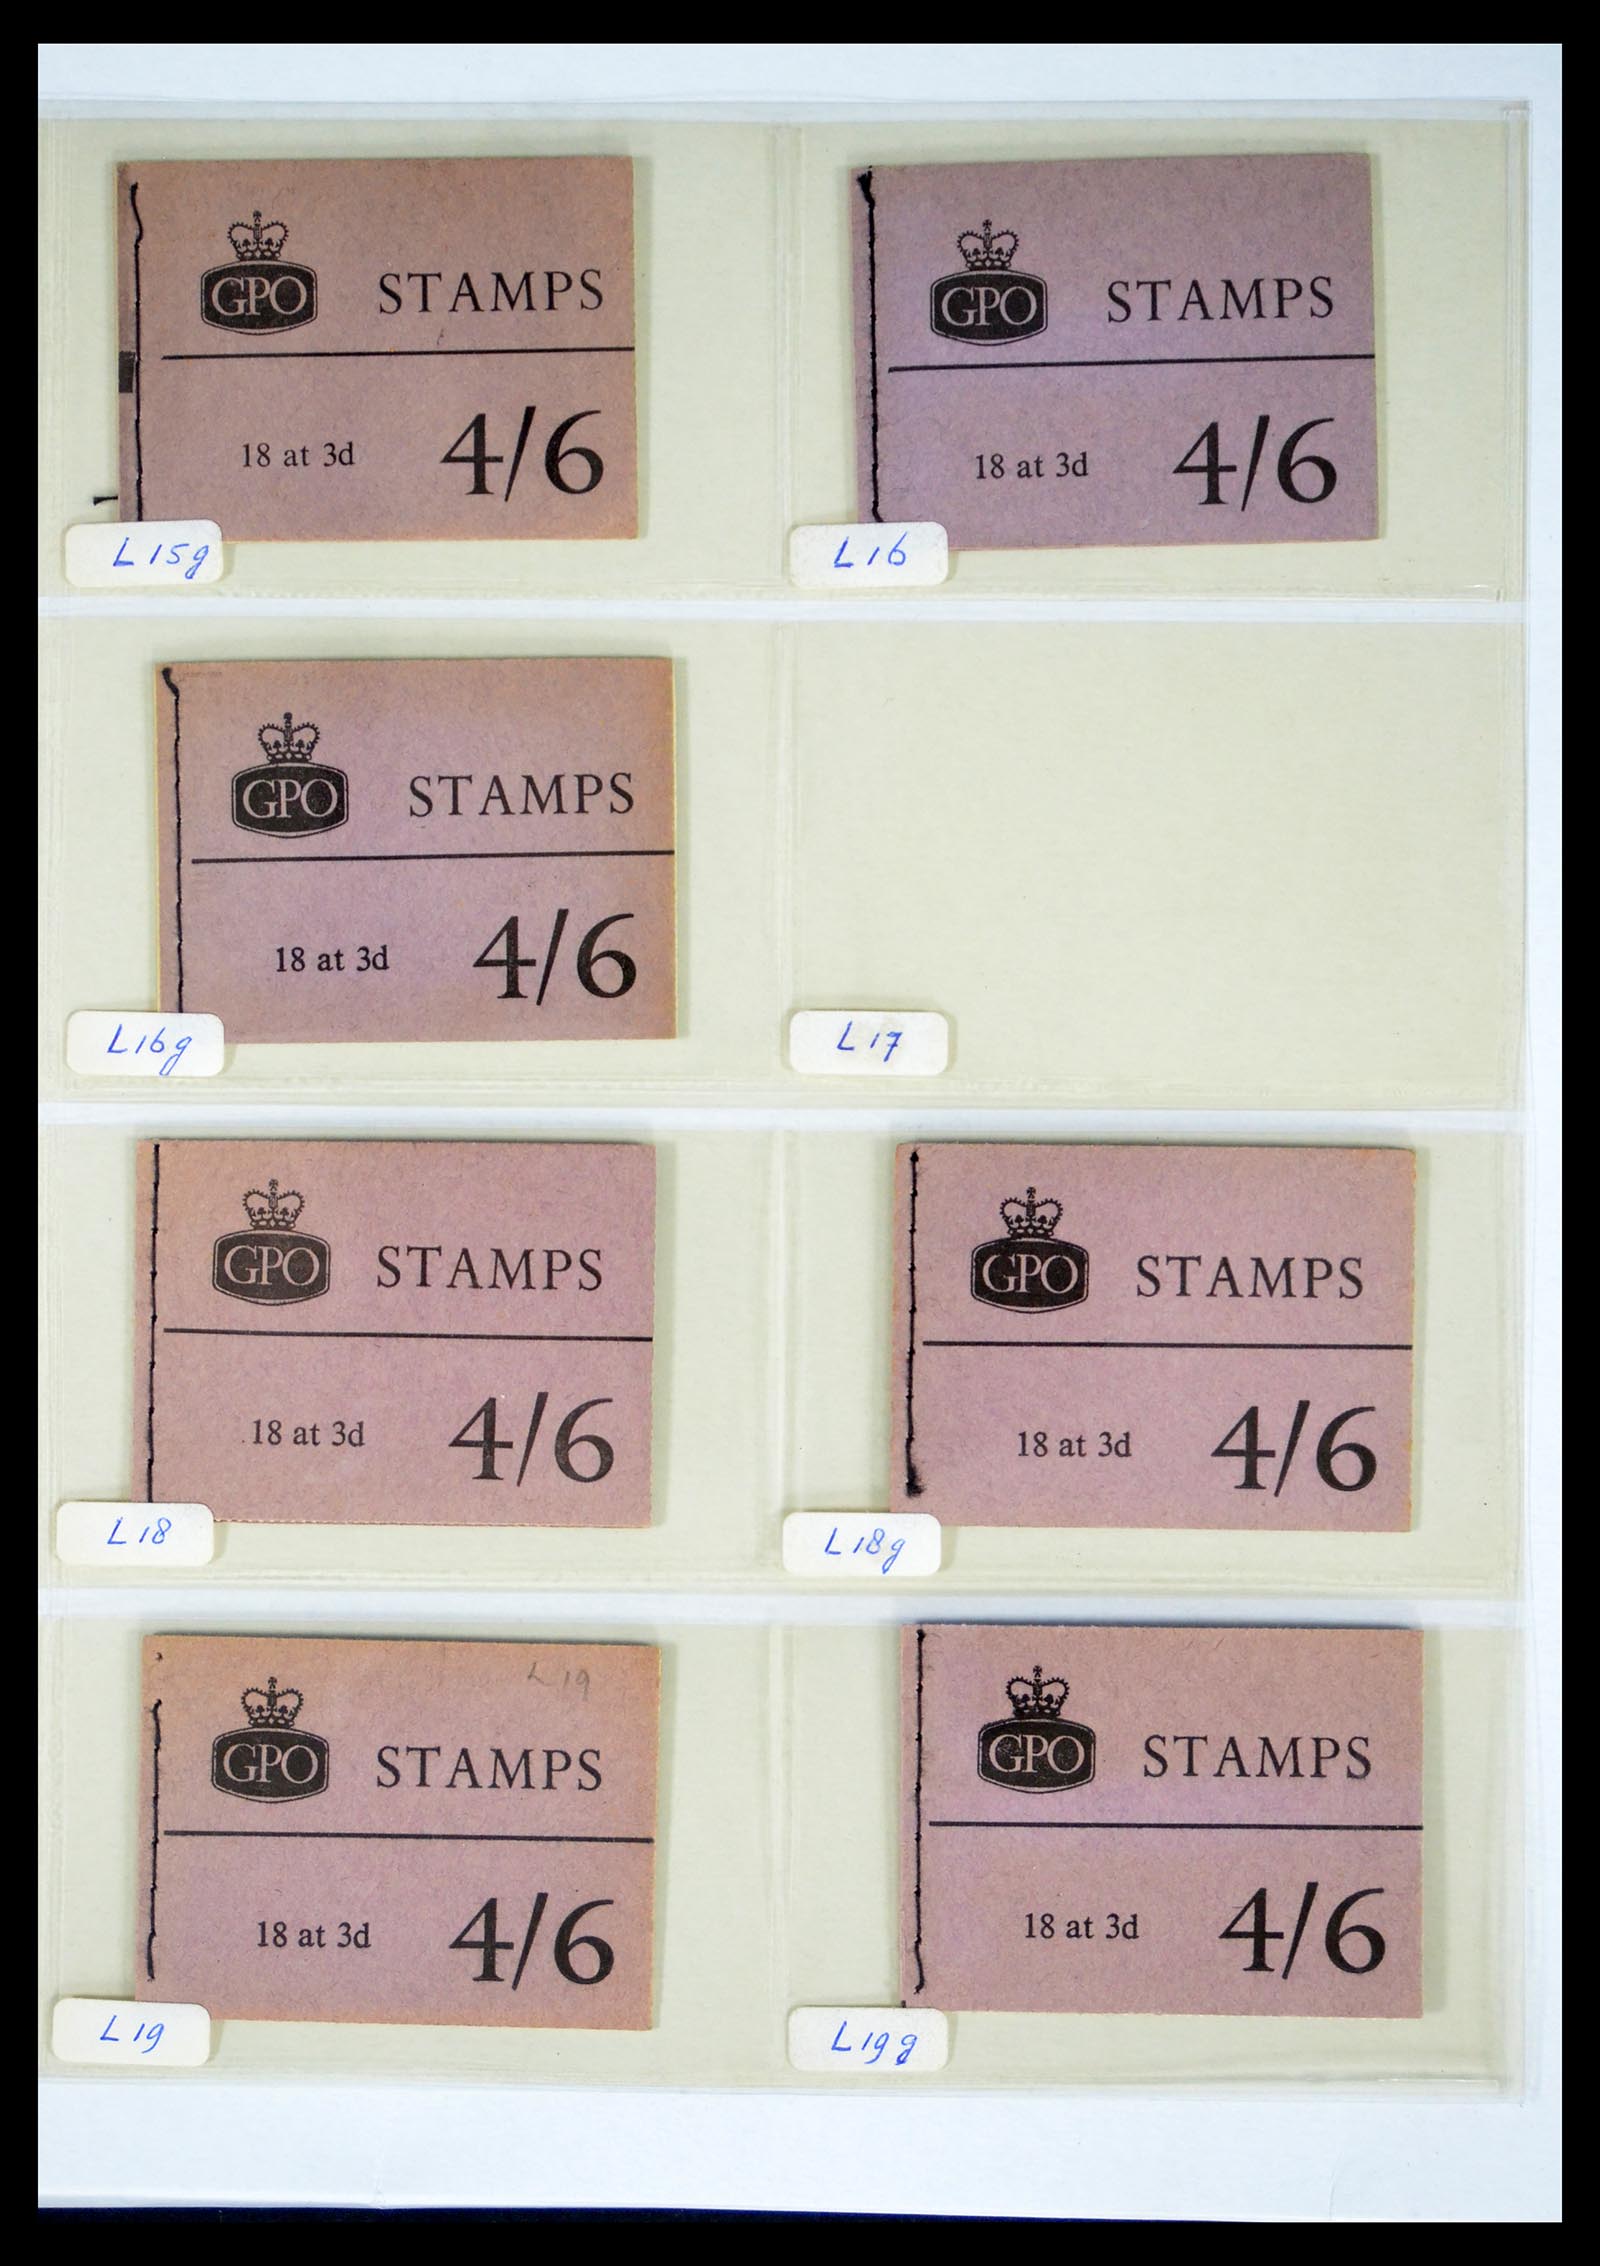 GPO STAMPS
18 at 3d 4/6
L15g
GPO STAMPS
18 at 3d 4/6
L16
GPO STAMPS
18 at 3d 4/6
L16g
L17
GPO STAMPS
18 at 3d 4/6
L18
GPO STAMPS
18 at 3d 4/6
L18g
L19
GPO STAMPS
18 at 3d 4/6
L19
GPO STAMPS
18 at 3d 4/6
L19g